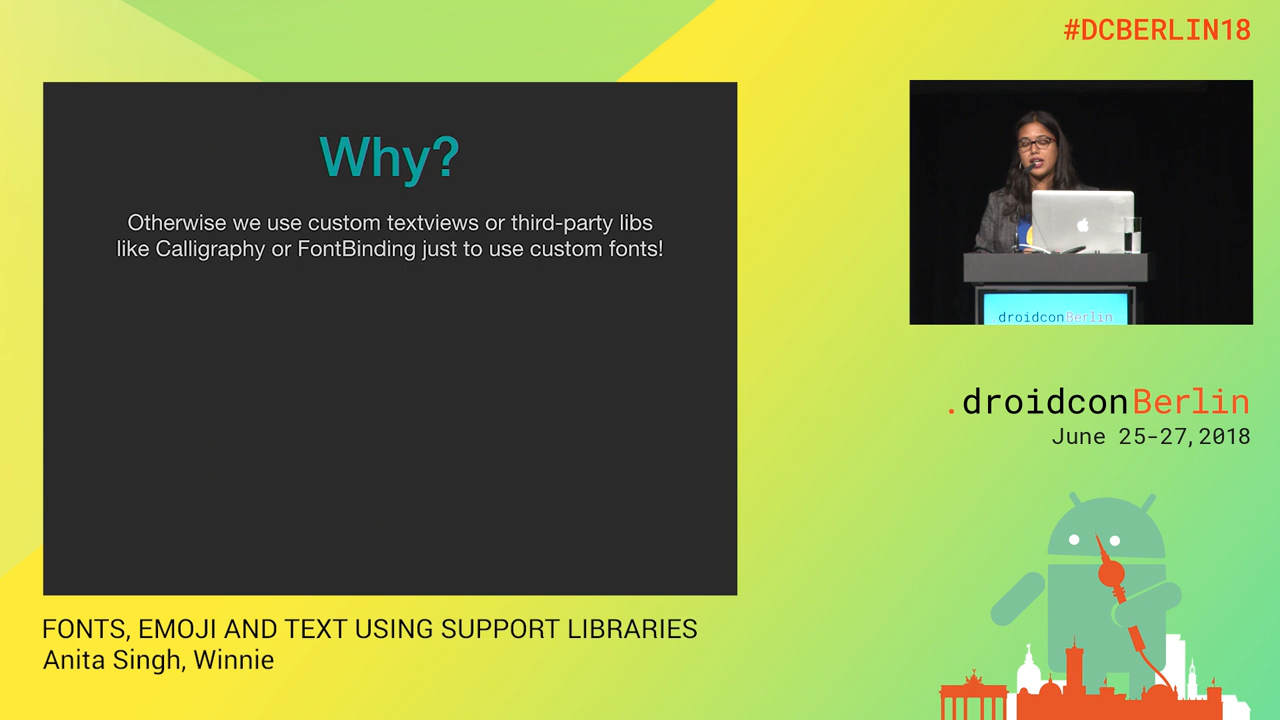 #DCBERLIN18
Why?
Otherwise we use custom textviews or third-party libs
like Calligraphy or FontBinding just to use custom fonts!
droidconBerlin
.droidconBerlin
June 25-27, 2018
FONTS, EMOJI AND TEXT USING SUPPORT LIBRARIES
Anita Singh, Winnie